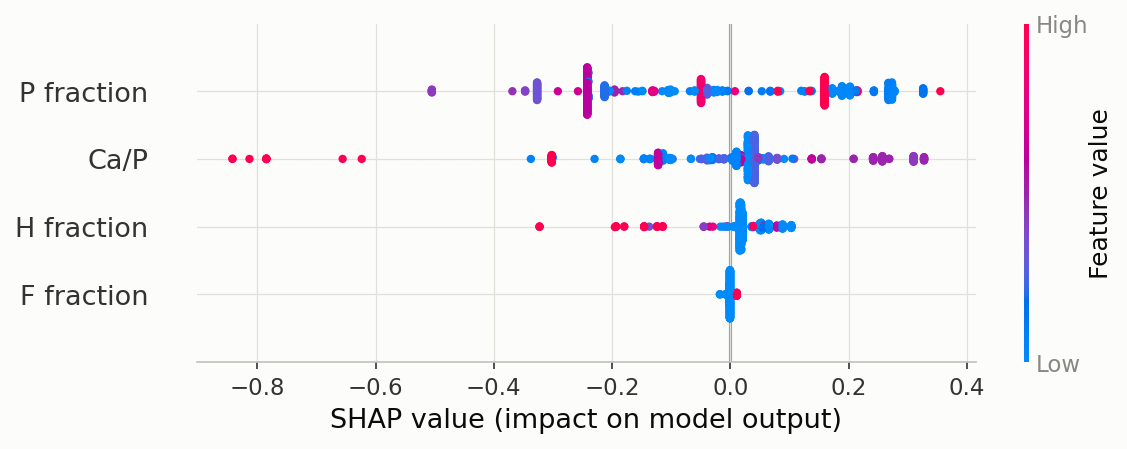 High
P fraction
Ca/P
H fraction
F fraction
Low
Feature value
−0.8 −0.6 −0.4 −0.2 0.0 0.2 0.4
SHAP value (impact on model output)